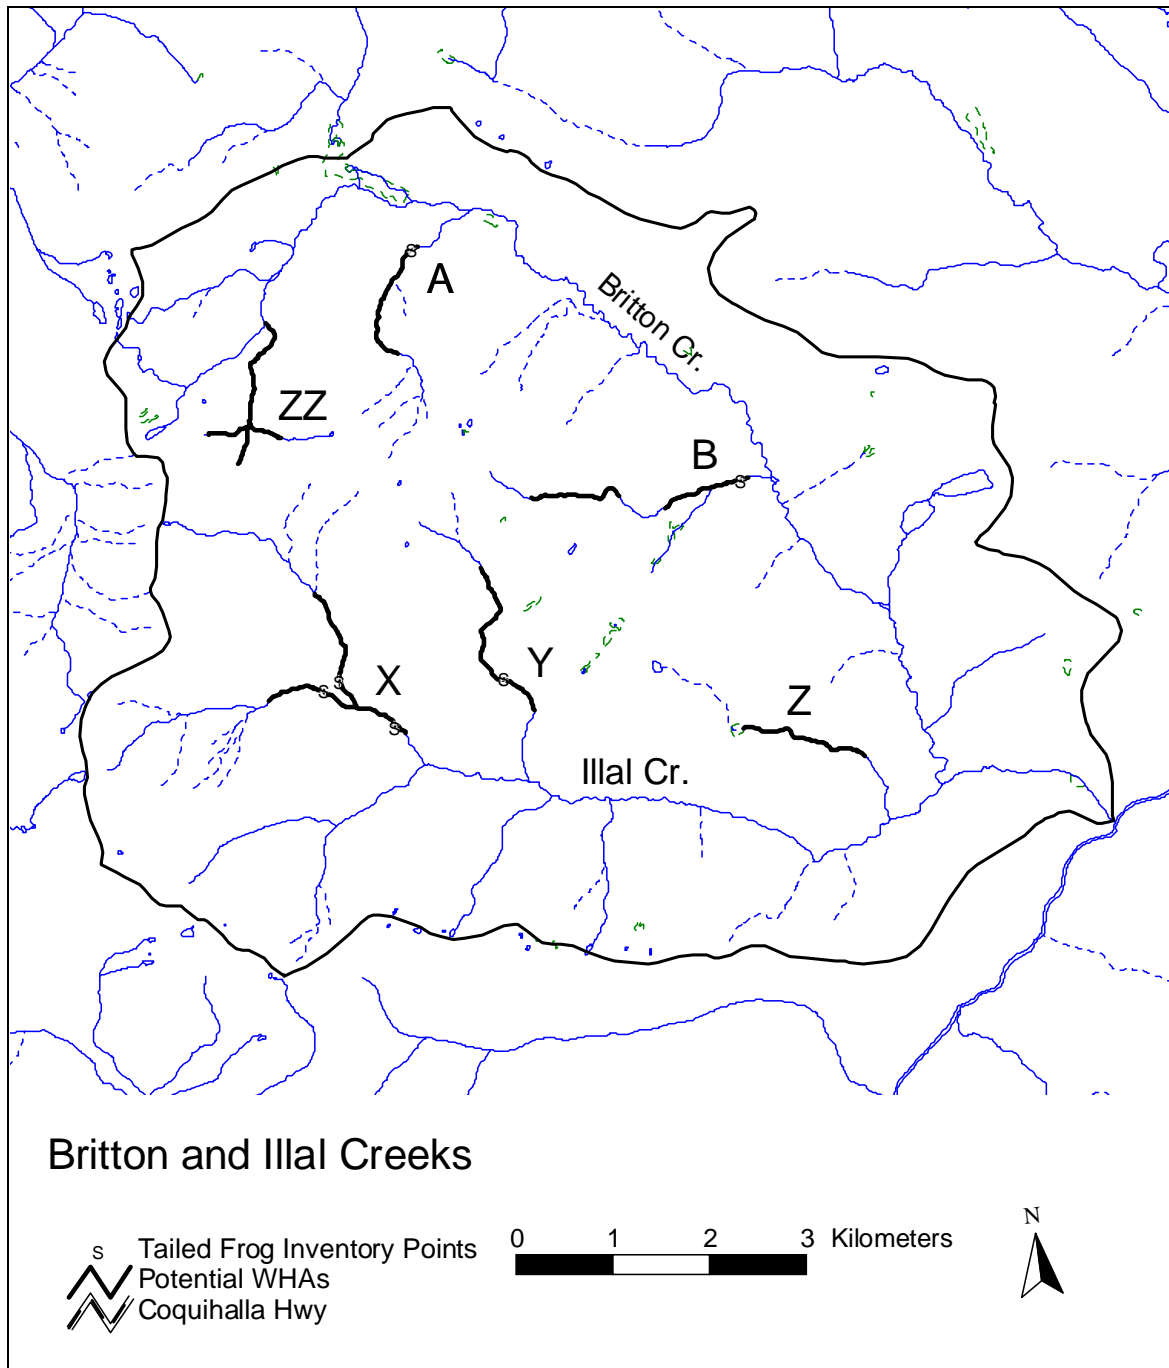 S
A
Britton Cr.
ZZ
B
S
S
Y
S
X
S
S
Z
Illal Cr.
Britton and Illal Creeks
N
S Tailed Frog Inventory Points
Potential WHAs
Coquihalla Hwy
0 1 2 3 Kilometers